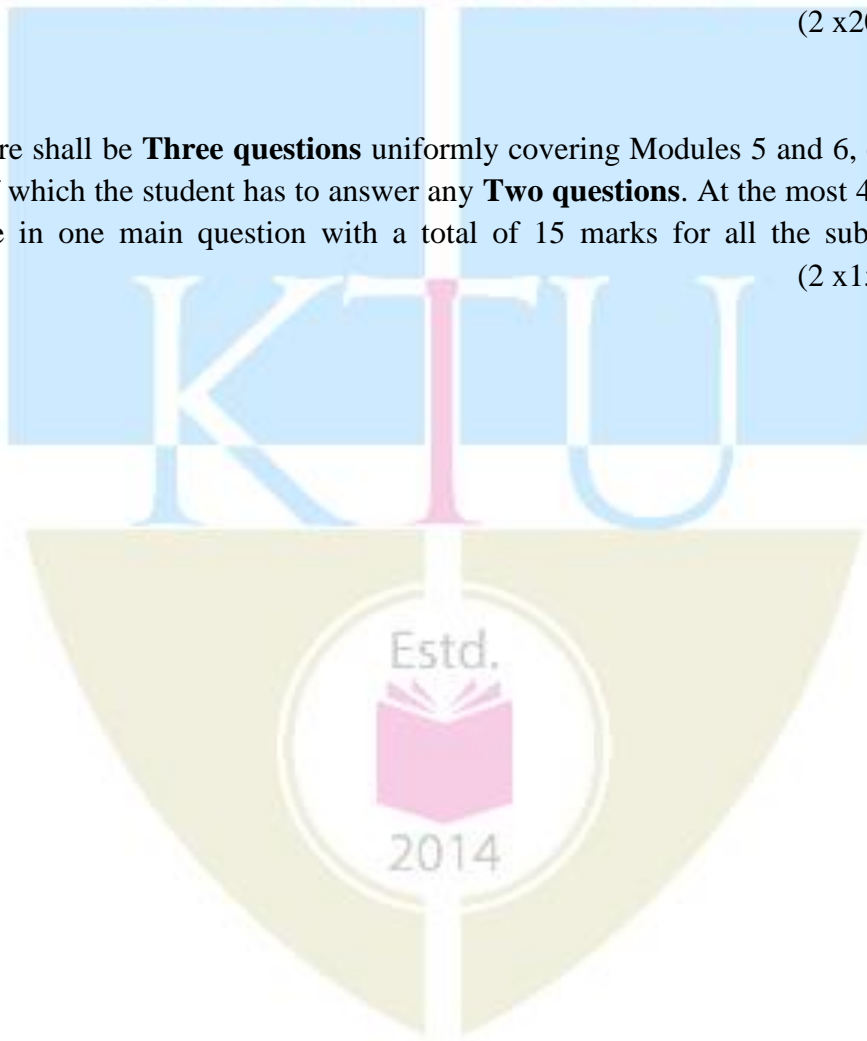 (2 x20
re shall be Three questions uniformly covering Modules 5 and 6,
which the student has to answer any Two questions. At the most 4
in one main question with a total of 15 marks for all the sub
(2 x15
KTU
Estd.
2014